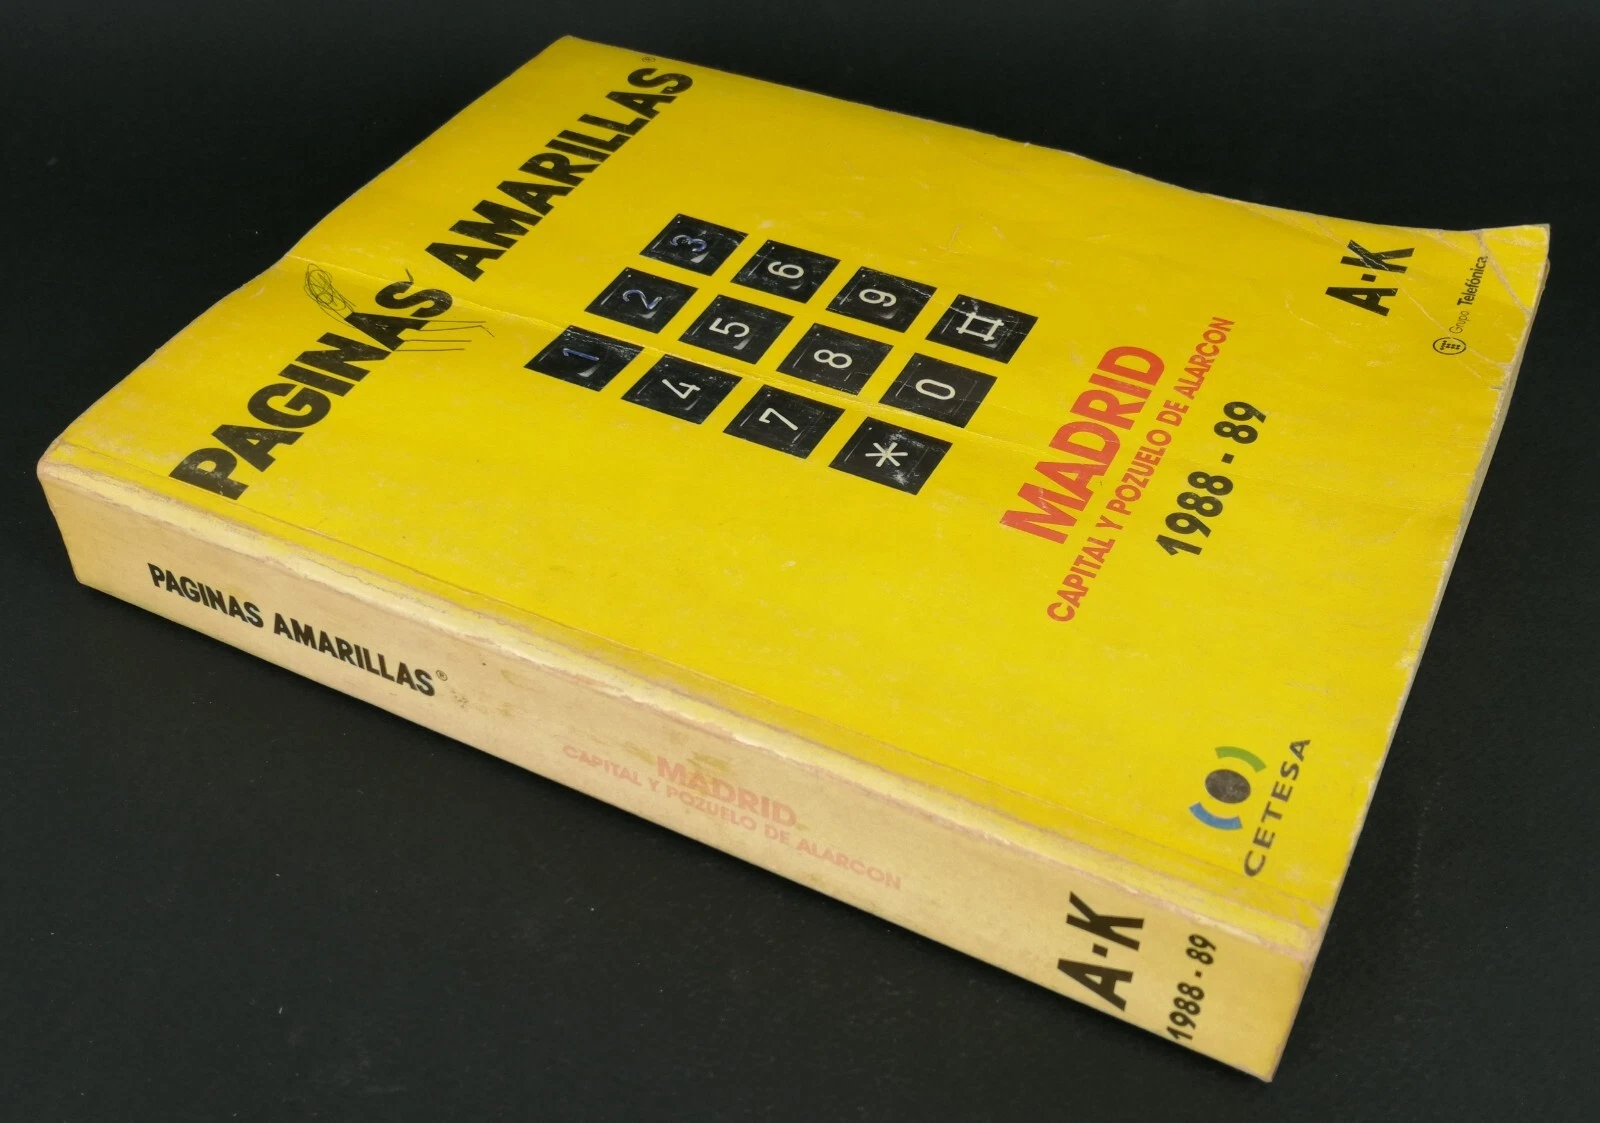 PAGINAS AMARILLAS®
1 2 3
4 5 6
7 8 9
* 0 ⌗
MADRID
CAPITAL Y POZUELO DE ALARCON
1988 - 89
A·K
Grupo Telefónica
CETESA
PAGINAS AMARILLAS®
MADRID
CAPITAL Y POZUELO DE ALARCON
A·K
1988 - 89